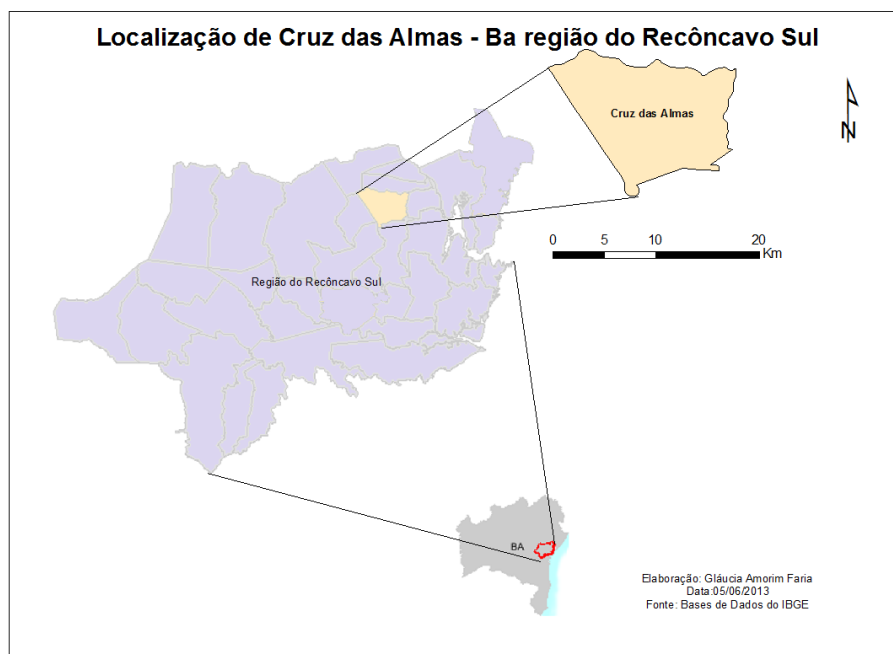 Localização de Cruz das Almas - Ba região do Recôncavo Sul
Cruz das Almas
N
0 5 10 20
Km
Região do Recôncavo Sul
BA
Elaboração: Gláucia Amorim Faria
Data:05/06/2013
Fonte: Bases de Dados do IBGE